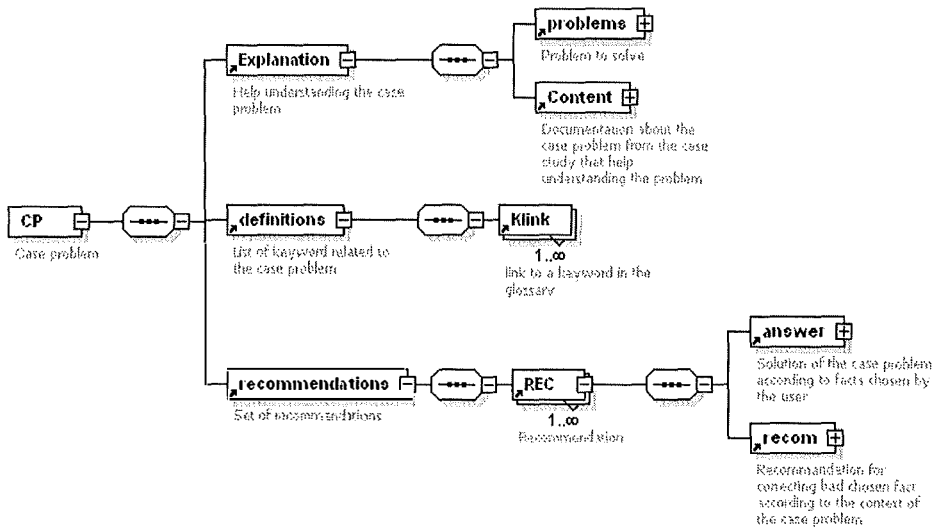 problems
Problem to solve
Explanation
Help understanding the case
problem
Content
Documentation about the
case problem from the case
study that help
understanding the problem
CP
Case problem
definitions
List of keyword related to
the case problem
Klink
1..∞
link to a keyword in the
glossary
answer
Solution of the case problem
according to facts chosen by
the user
recommendations
Set of recommanditions
REC
1..∞
Recommendation
recom
Recommandation for
correcting bad chosen fact
according to the context of
the case problem